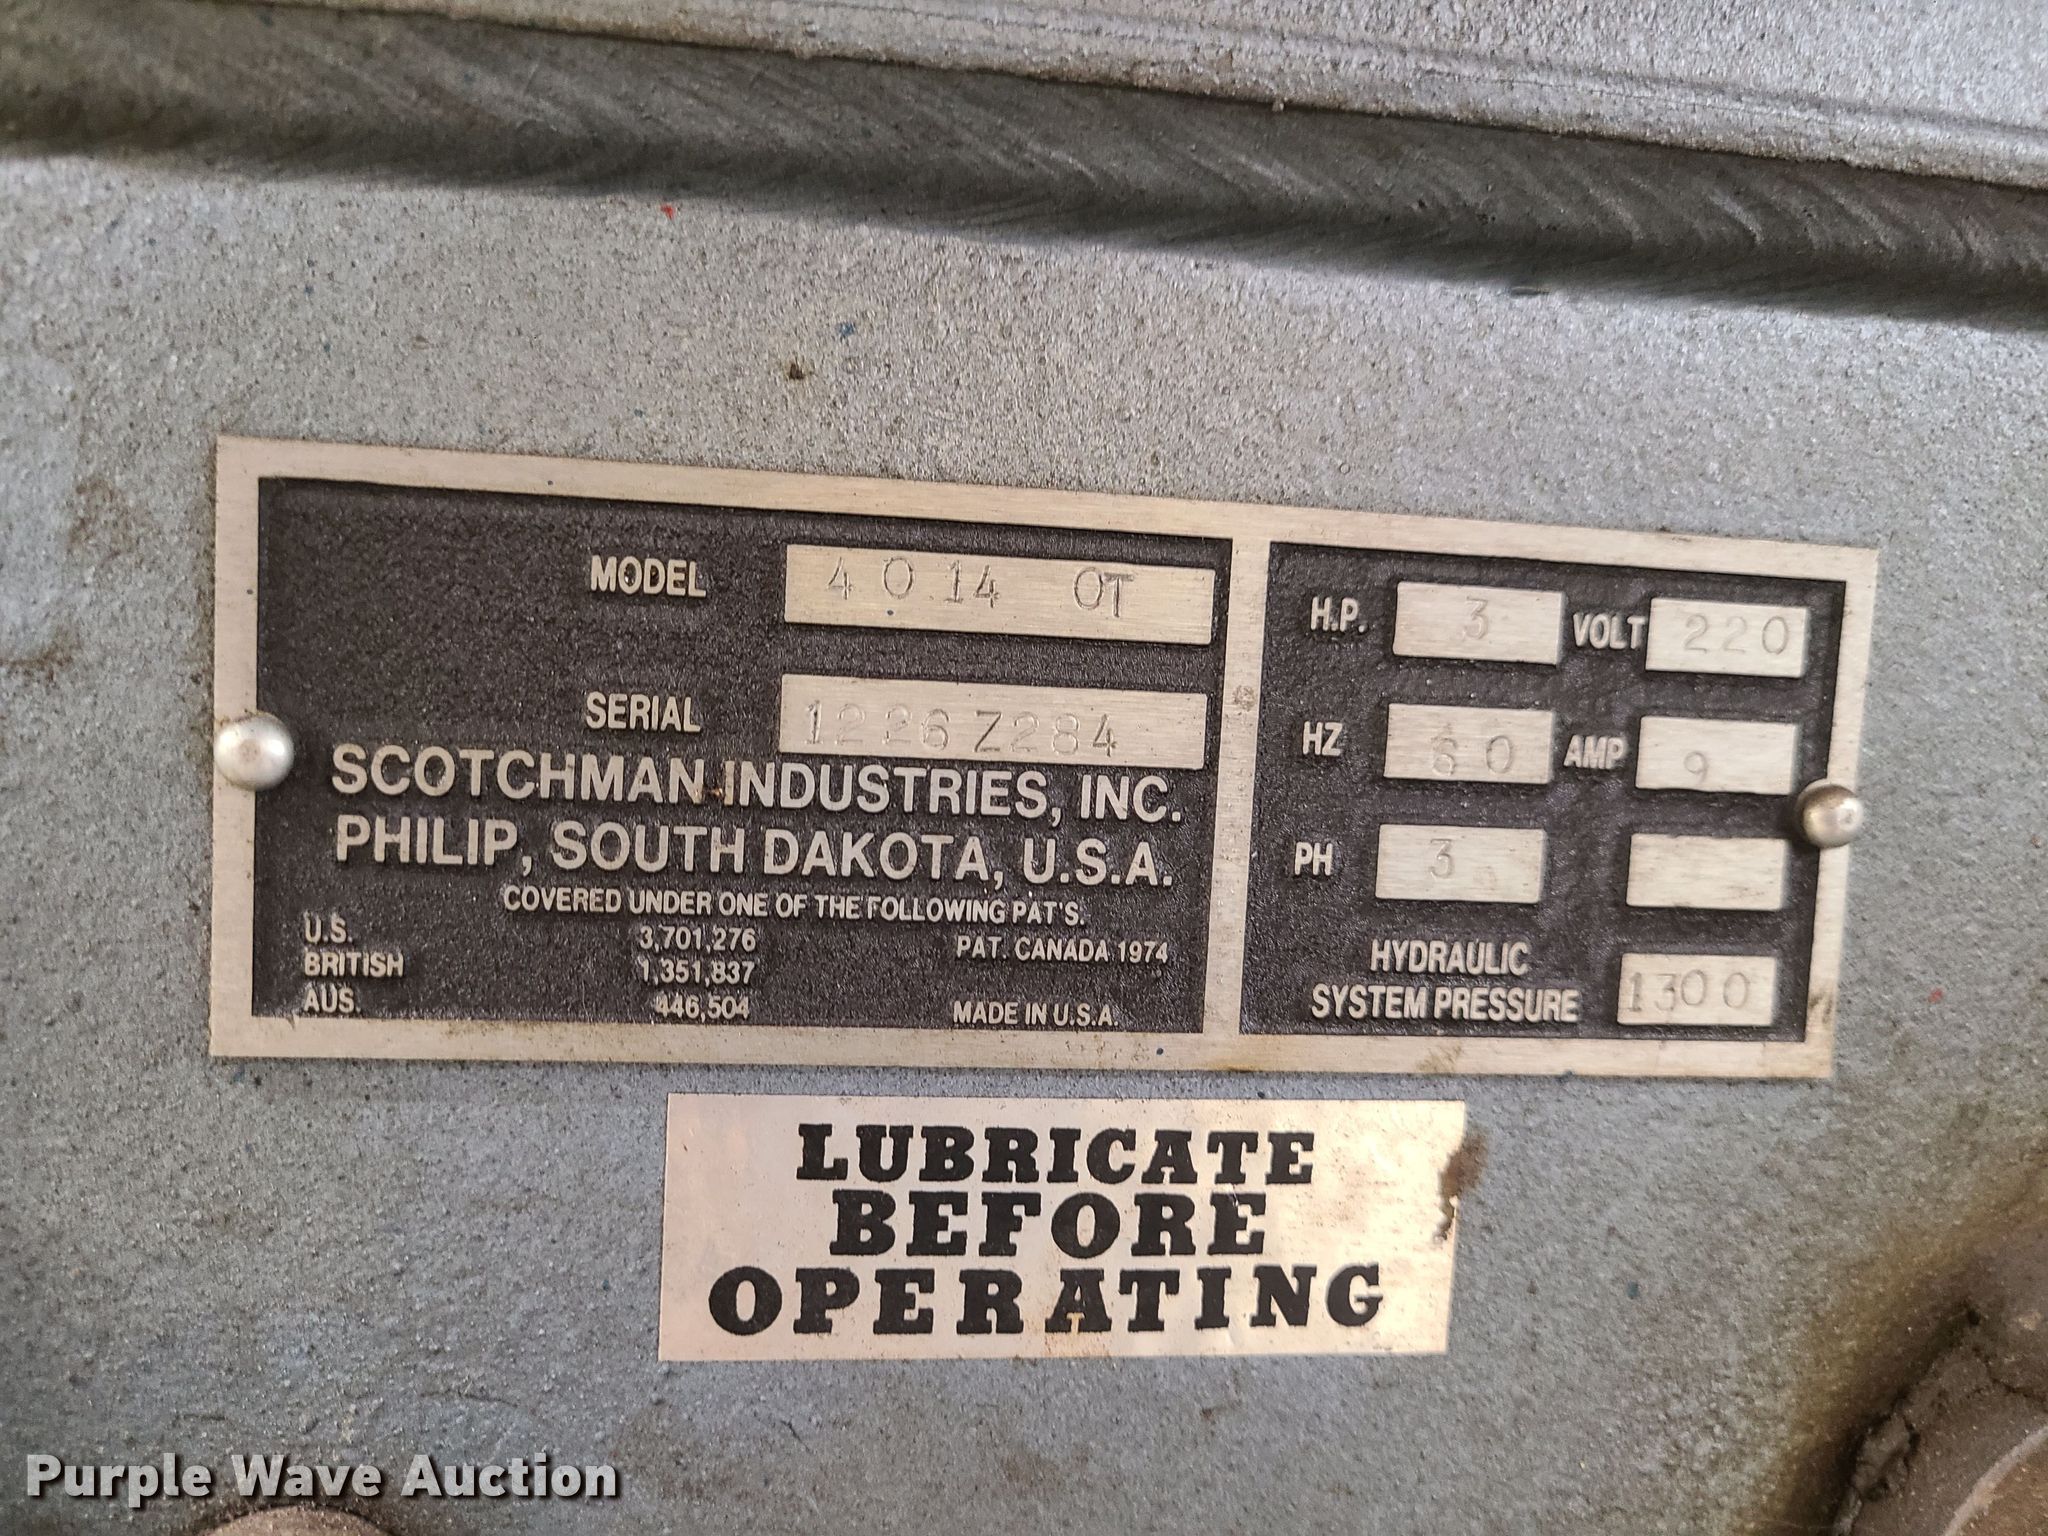 MODEL 4014 OT
SERIAL 1226Z284
SCOTCHMAN INDUSTRIES, INC.
PHILIP, SOUTH DAKOTA, U.S.A.
COVERED UNDER ONE OF THE FOLLOWING PAT'S.
U.S. 3,701,276 PAT. CANADA 1974
BRITISH 1,351,837
AUS. 446,504 MADE IN U.S.A.
H.P. 3 VOLT 220
HZ 60 AMP 9
PH 3
HYDRAULIC
SYSTEM PRESSURE 1300
LUBRICATE
BEFORE
OPERATING
Purple Wave Auction